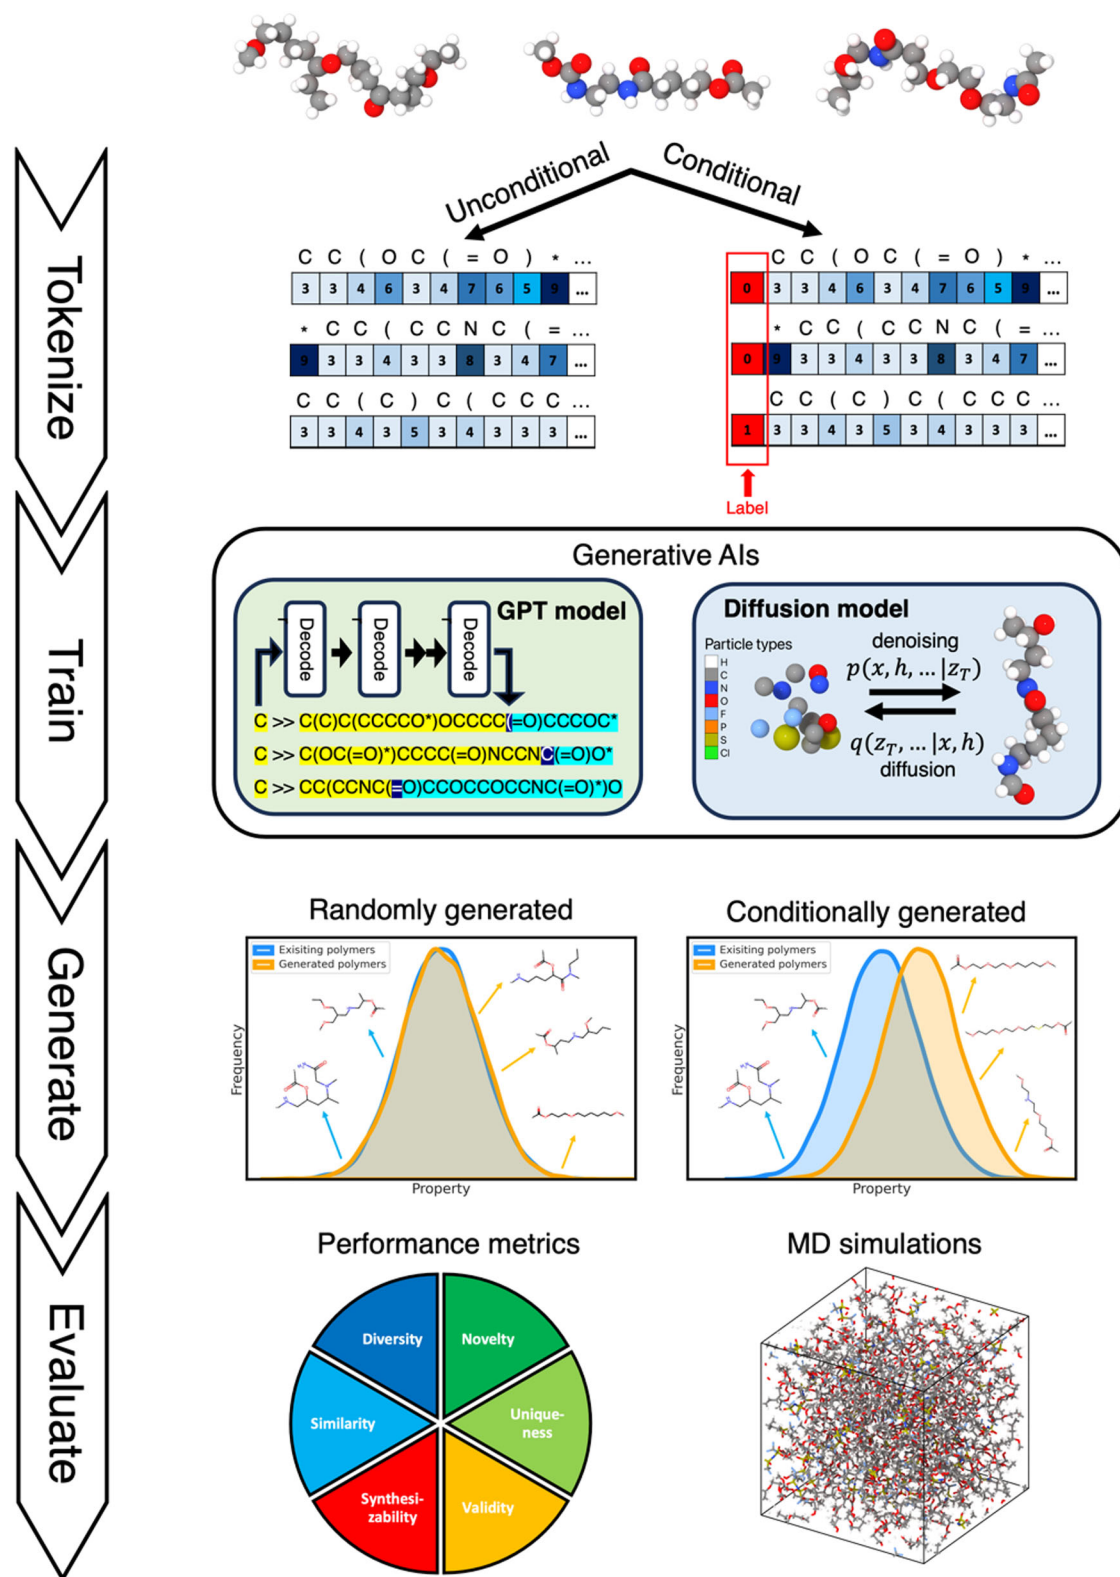 Unconditional
Conditional
Tokenize
C C ( O C ( = O ) * ...
3 3 4 6 3 4 7 6 5 9 ...
* C C ( C C N C ( = ...
9 3 3 4 3 3 8 3 4 7 ...
C C ( C ) C ( C C C ...
3 3 4 3 5 3 4 3 3 3 ...
C C ( O C ( = O ) * ...
0 3 3 4 6 3 4 7 6 5 9 ...
* C C ( C C N C ( = ...
0 9 3 3 4 3 3 8 3 4 7 ...
C C ( C ) C ( C C C ...
1 3 3 4 3 5 3 4 3 3 3 ...
Label
Train
Generative AIs
GPT model
Decode
Decode
Decode
C >> C(C)C(CCCCO*)OCCCC(=O)CCCOC*
C >> C(OC(=O)*)CCCC(=O)NCCNC(=O)O*
C >> CC(CCNC(=O)CCOCCOCCNC(=O)*)O
Diffusion model
Particle types
H
C
N
O
F
P
S
Cl
denoising
p(x, h, ... |z_T)
q(z_T, ... |x, h)
diffusion
Generate
Randomly generated
Exisiting polymers
Generated polymers
Frequency
Property
Conditionally generated
Exisiting polymers
Generated polymers
Frequency
Property
Evaluate
Performance metrics
Diversity
Novelty
Similarity
Unique-
ness
Synthesi-
zability
Validity
MD simulations